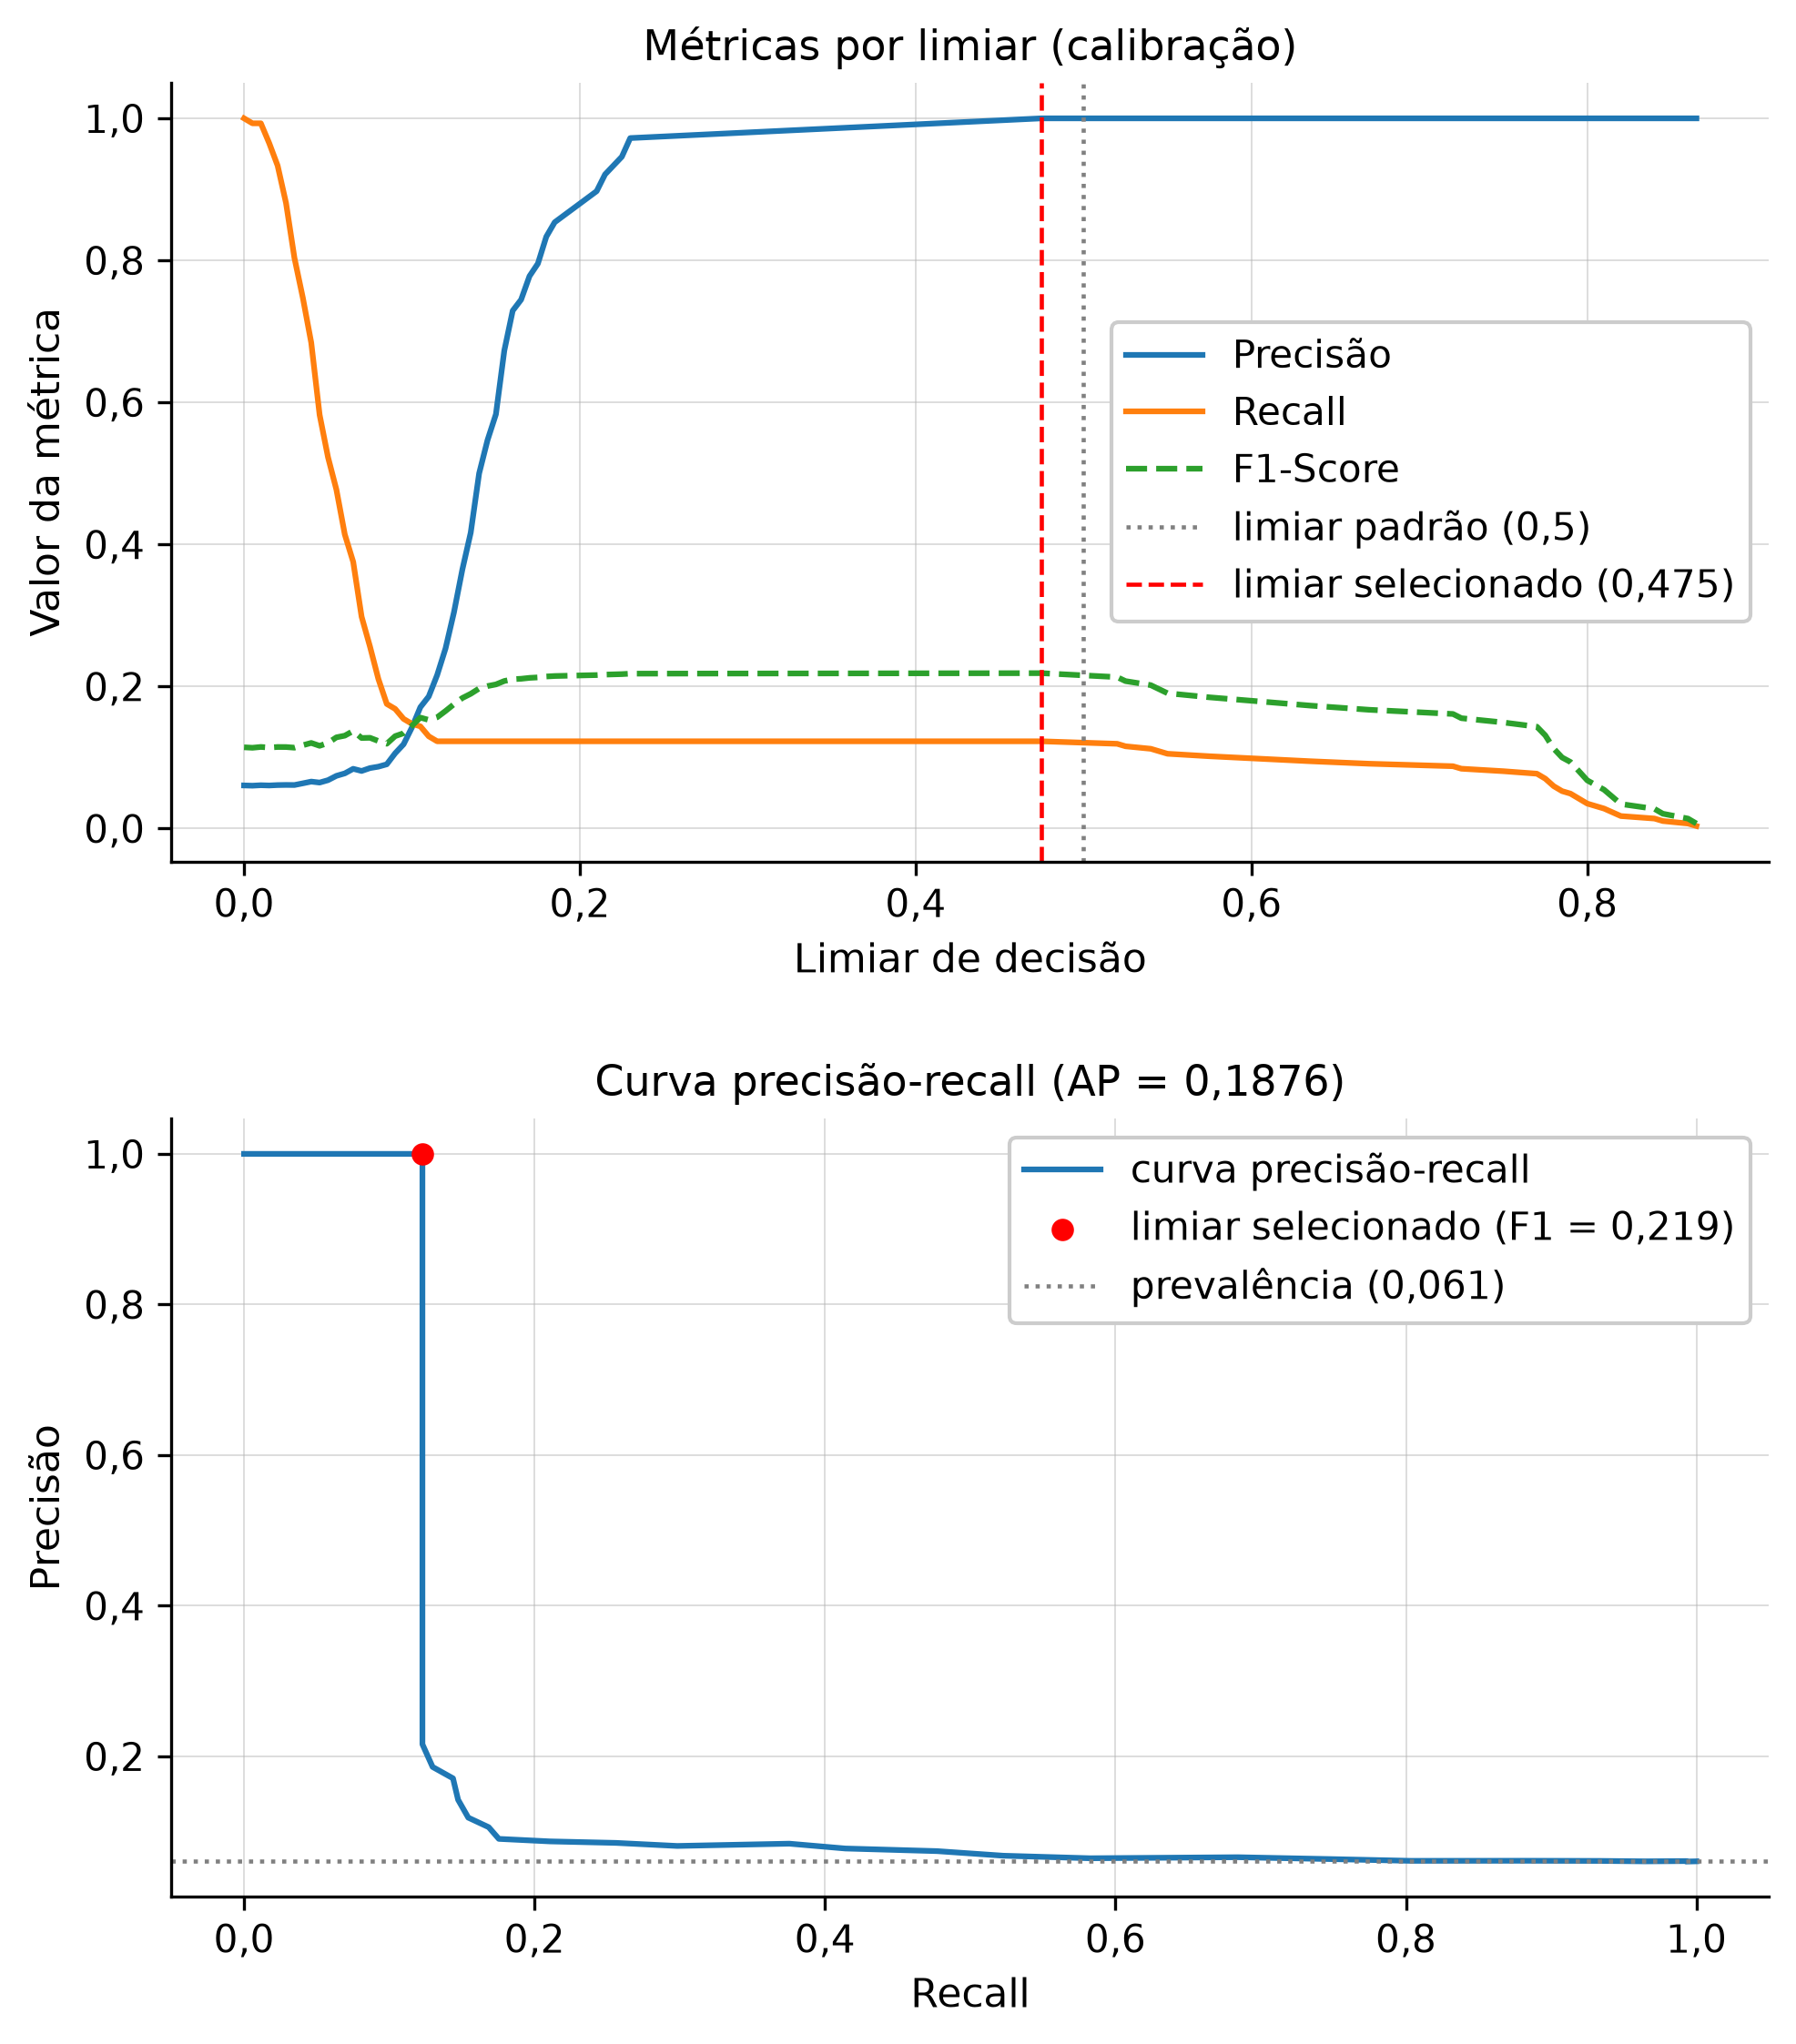 Métricas por limiar (calibração)
Valor da métrica
1,0
0,8
0,6
0,4
0,2
0,0
Precisão
Recall
F1-Score
limiar padrão (0,5)
limiar selecionado (0,475)
0,0 0,2 0,4 0,6 0,8
Limiar de decisão
Curva precisão-recall (AP = 0,1876)
Precisão
1,0
0,8
0,6
0,4
0,2
curva precisão-recall
limiar selecionado (F1 = 0,219)
prevalência (0,061)
0,0 0,2 0,4 0,6 0,8 1,0
Recall